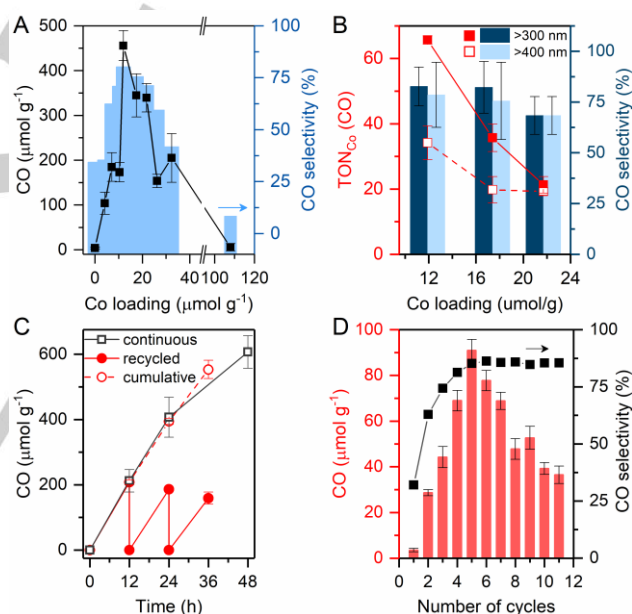 A
CO (μmol g⁻¹)
500
400
300
200
100
0
100
75
50
25
0
CO selectivity (%)
0 20 40 100 120
Co loading (μmol g⁻¹)
B
TON_Co (CO)
60
40
20
0
>300 nm
>400 nm
100
75
50
25
0
CO selectivity (%)
12 16 20 24
Co loading (umol/g)
C
CO (μmol g⁻¹)
600
400
200
0
continuous
recycled
cumulative
0 12 24 36 48
Time (h)
D
CO (μmol g⁻¹)
100
80
60
40
20
0
100
75
50
25
0
CO selectivity (%)
0 2 4 6 8 10 12
Number of cycles